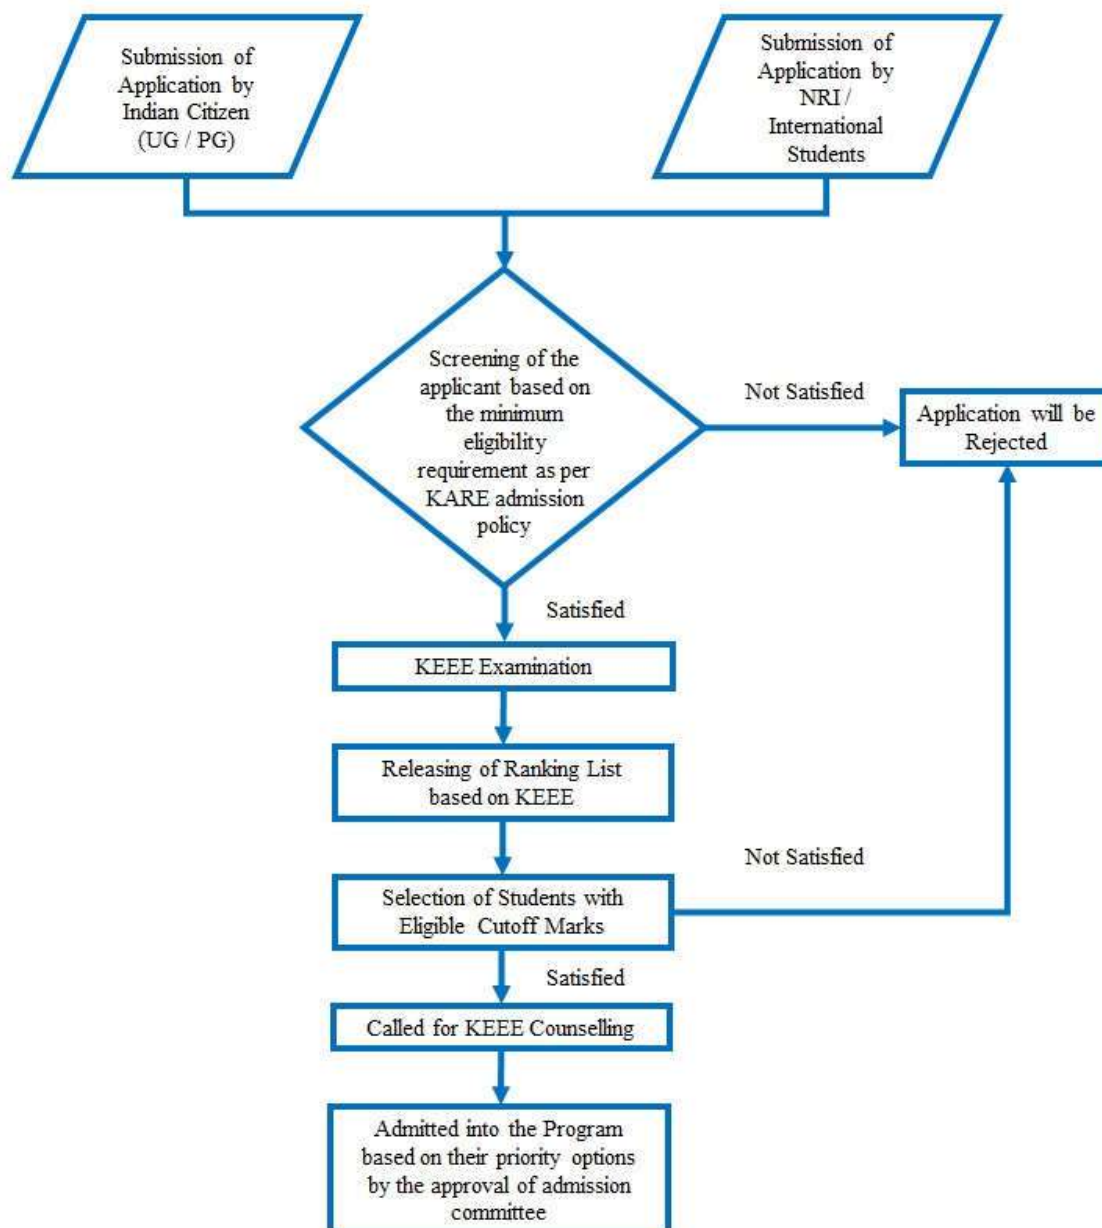 Submission of
Application by
Indian Citizen
(UG / PG)
Submission of
Application by
NRI /
International
Students
Screening of the
applicant based on
the minimum
eligibility
requirement as per
KARE admission
policy
Not Satisfied
Application will be
Rejected
Satisfied
KEEE Examination
Releasing of Ranking List
based on KEEE
Not Satisfied
Selection of Students with
Eligible Cutoff Marks
Satisfied
Called for KEEE Counselling
Admitted into the Program
based on their priority options
by the approval of admission
committee